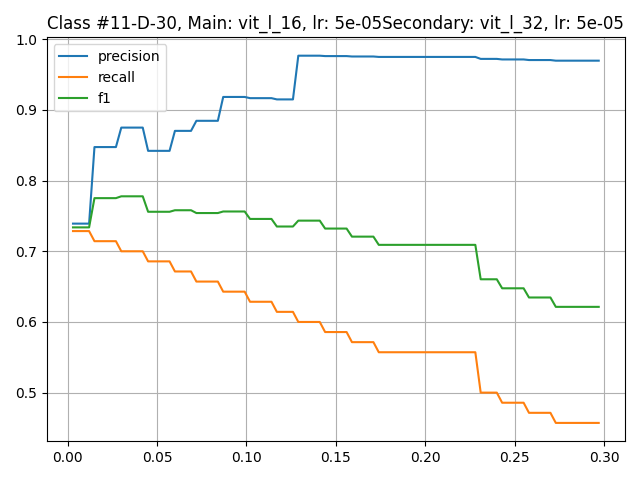 Class #11-D-30, Main: vit_l_16, lr: 5e-05Secondary: vit_l_32, lr: 5e-05
1.0
0.9
0.8
0.7
0.6
0.5
precision
recall
f1
0.00 0.05 0.10 0.15 0.20 0.25 0.30